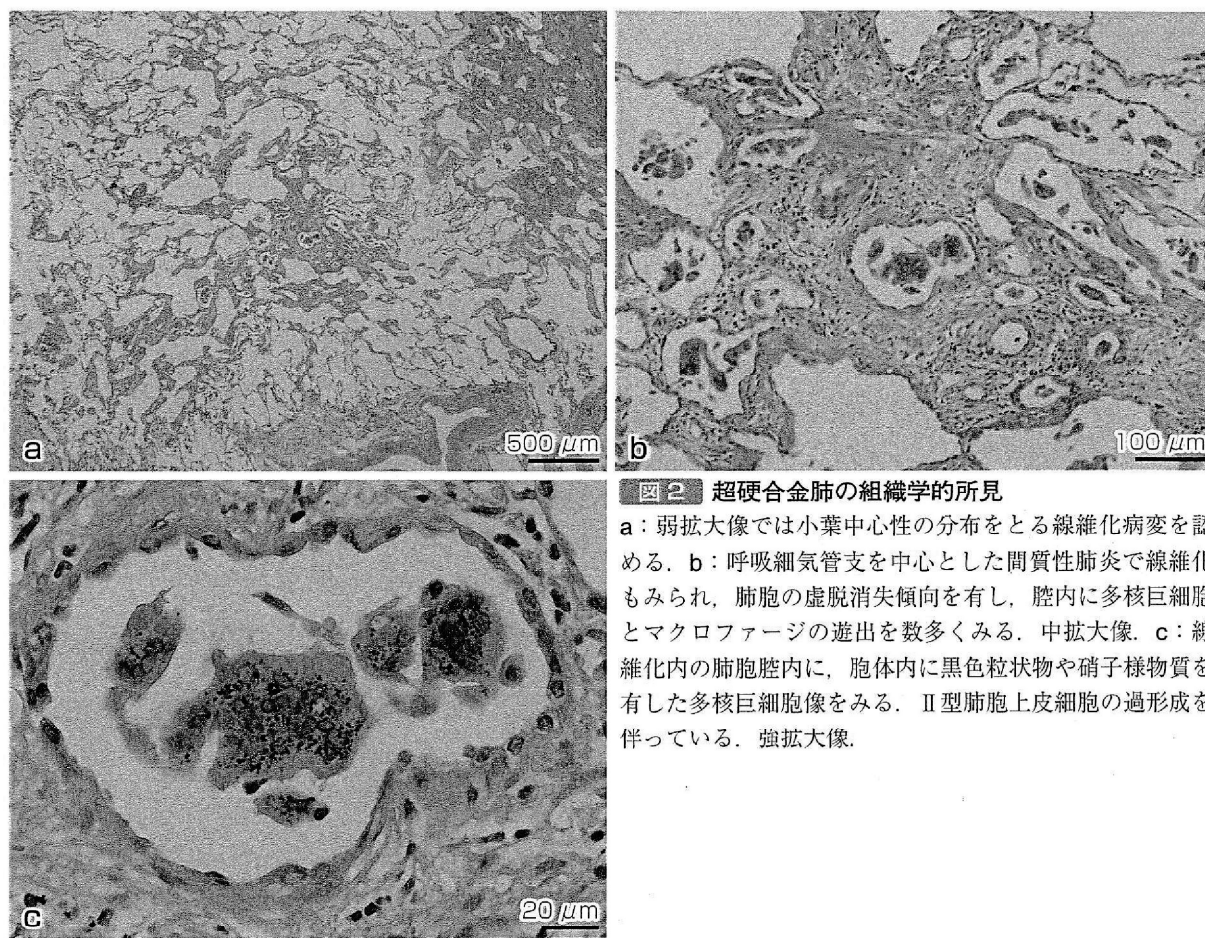 a
500 μm
b
100 μm
c
20 μm
図2 超硬合金肺の組織学的所見
a：弱拡大像では小葉中心性の分布をとる線維化病変を認
める．b：呼吸細気管支を中心とした間質性肺炎で線維化
もみられ，肺胞の虚脱消失傾向を有し，腔内に多核巨細胞
とマクロファージの遊出を数多くみる．中拡大像．c：線
維化内の肺胞腔内に，胞体内に黒色粒状物や硝子様物質を
有した多核巨細胞像をみる．Ⅱ型肺胞上皮細胞の過形成を
伴っている．強拡大像．